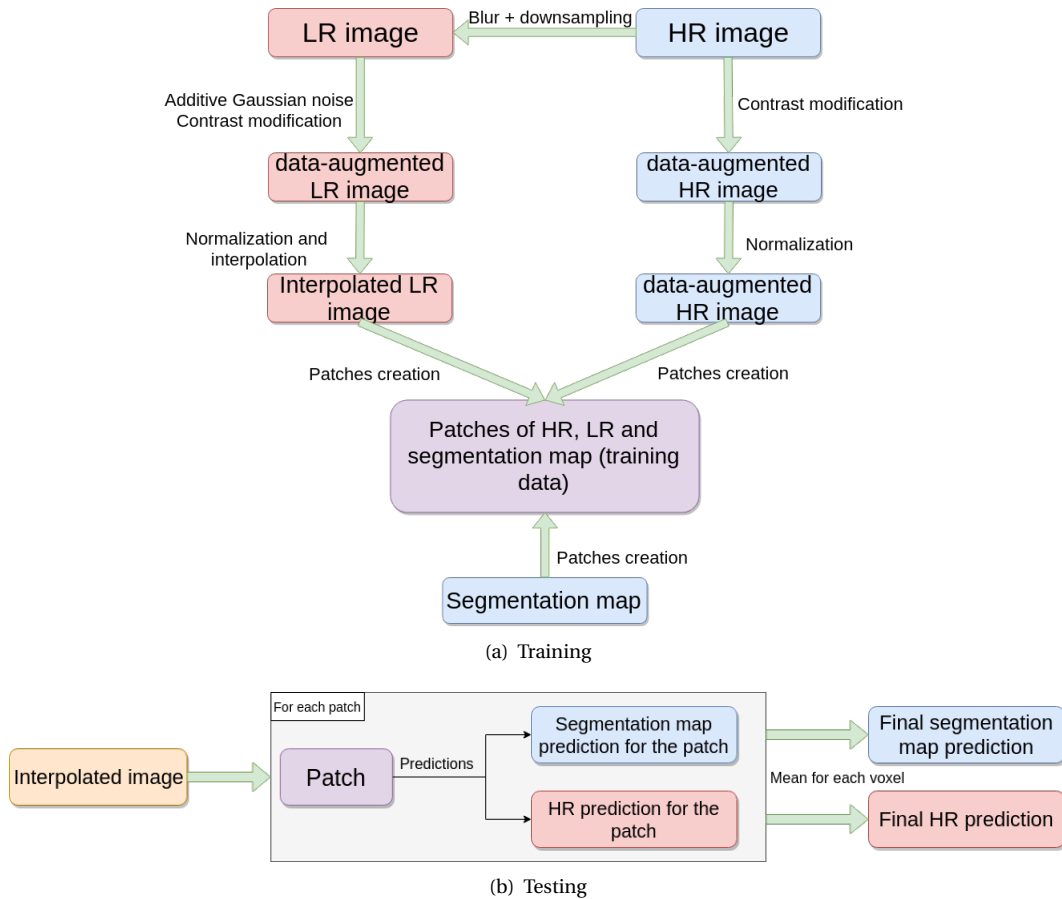 LR image
Blur + downsampling
HR image
Additive Gaussian noise
Contrast modification
Contrast modification
data-augmented
LR image
data-augmented
HR image
Normalization and
interpolation
Normalization
Interpolated LR
image
data-augmented
HR image
Patches creation
Patches creation
Patches of HR, LR and
segmentation map (training
data)
Patches creation
Segmentation map
(a) Training
For each patch
Interpolated image
Patch
Predictions
Segmentation map
prediction for the patch
HR prediction for the
patch
Mean for each voxel
Final segmentation
map prediction
Final HR prediction
(b) Testing